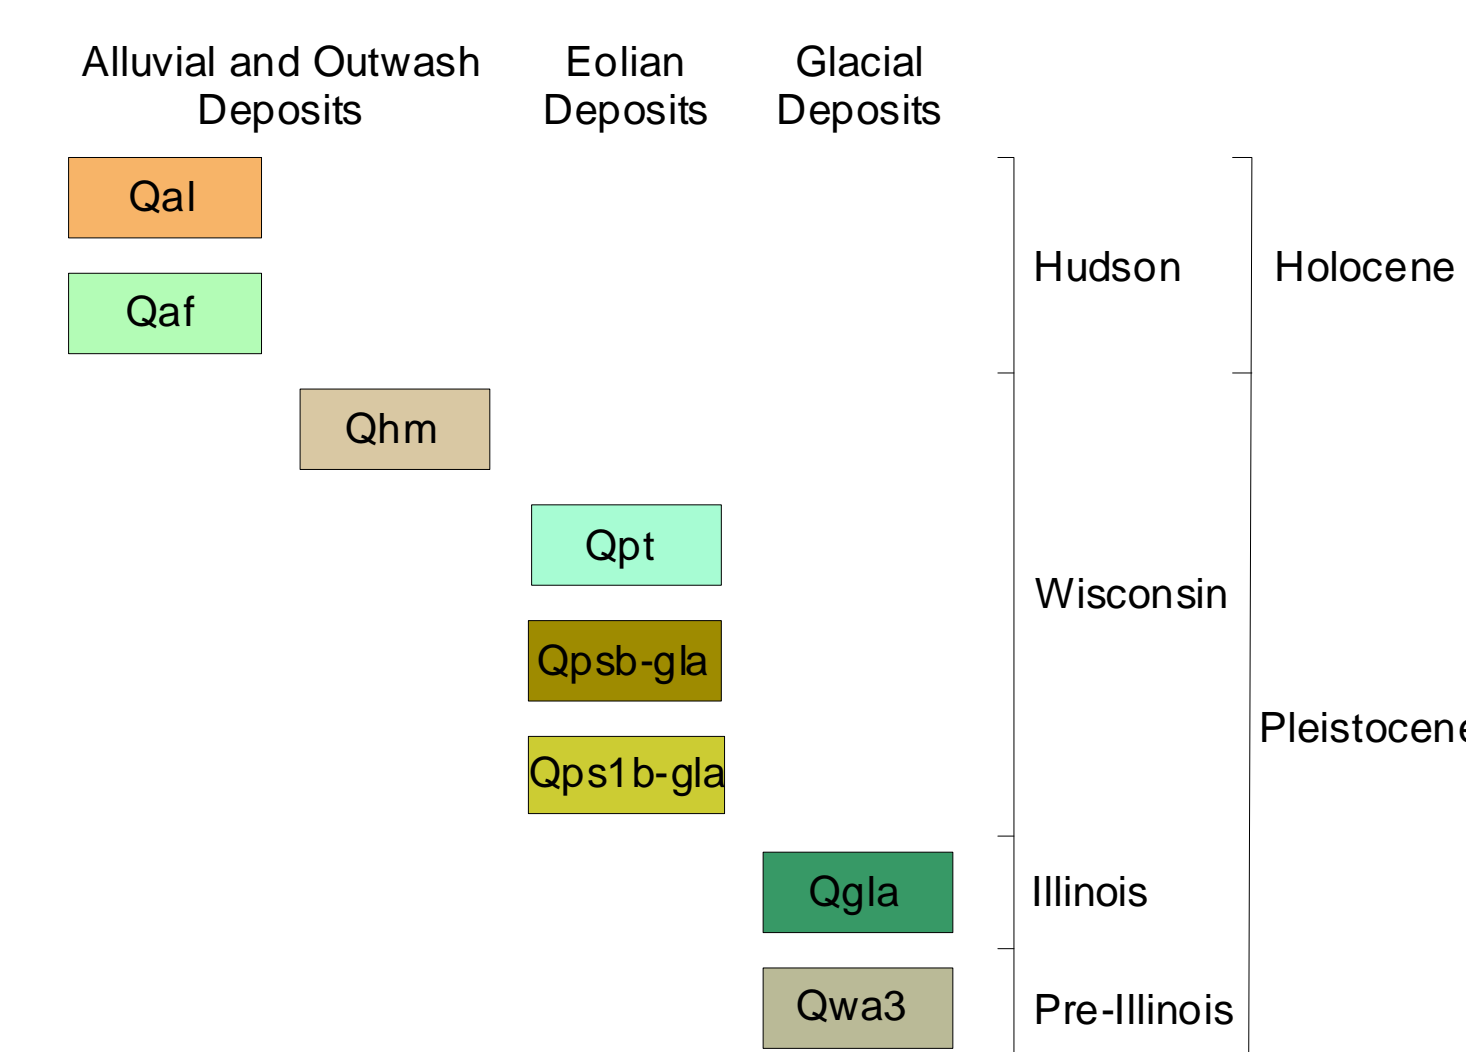 Alluvial and Outwash
Deposits
Eolian
Deposits
Glacial
Deposits
Qal
Qaf
Hudson
Holocene
Qhm
Qpt
Wisconsin
Qpsb-gla
Pleistocene
Qps1b-gla
Qgla
Illinois
Qwa3
Pre-Illinois